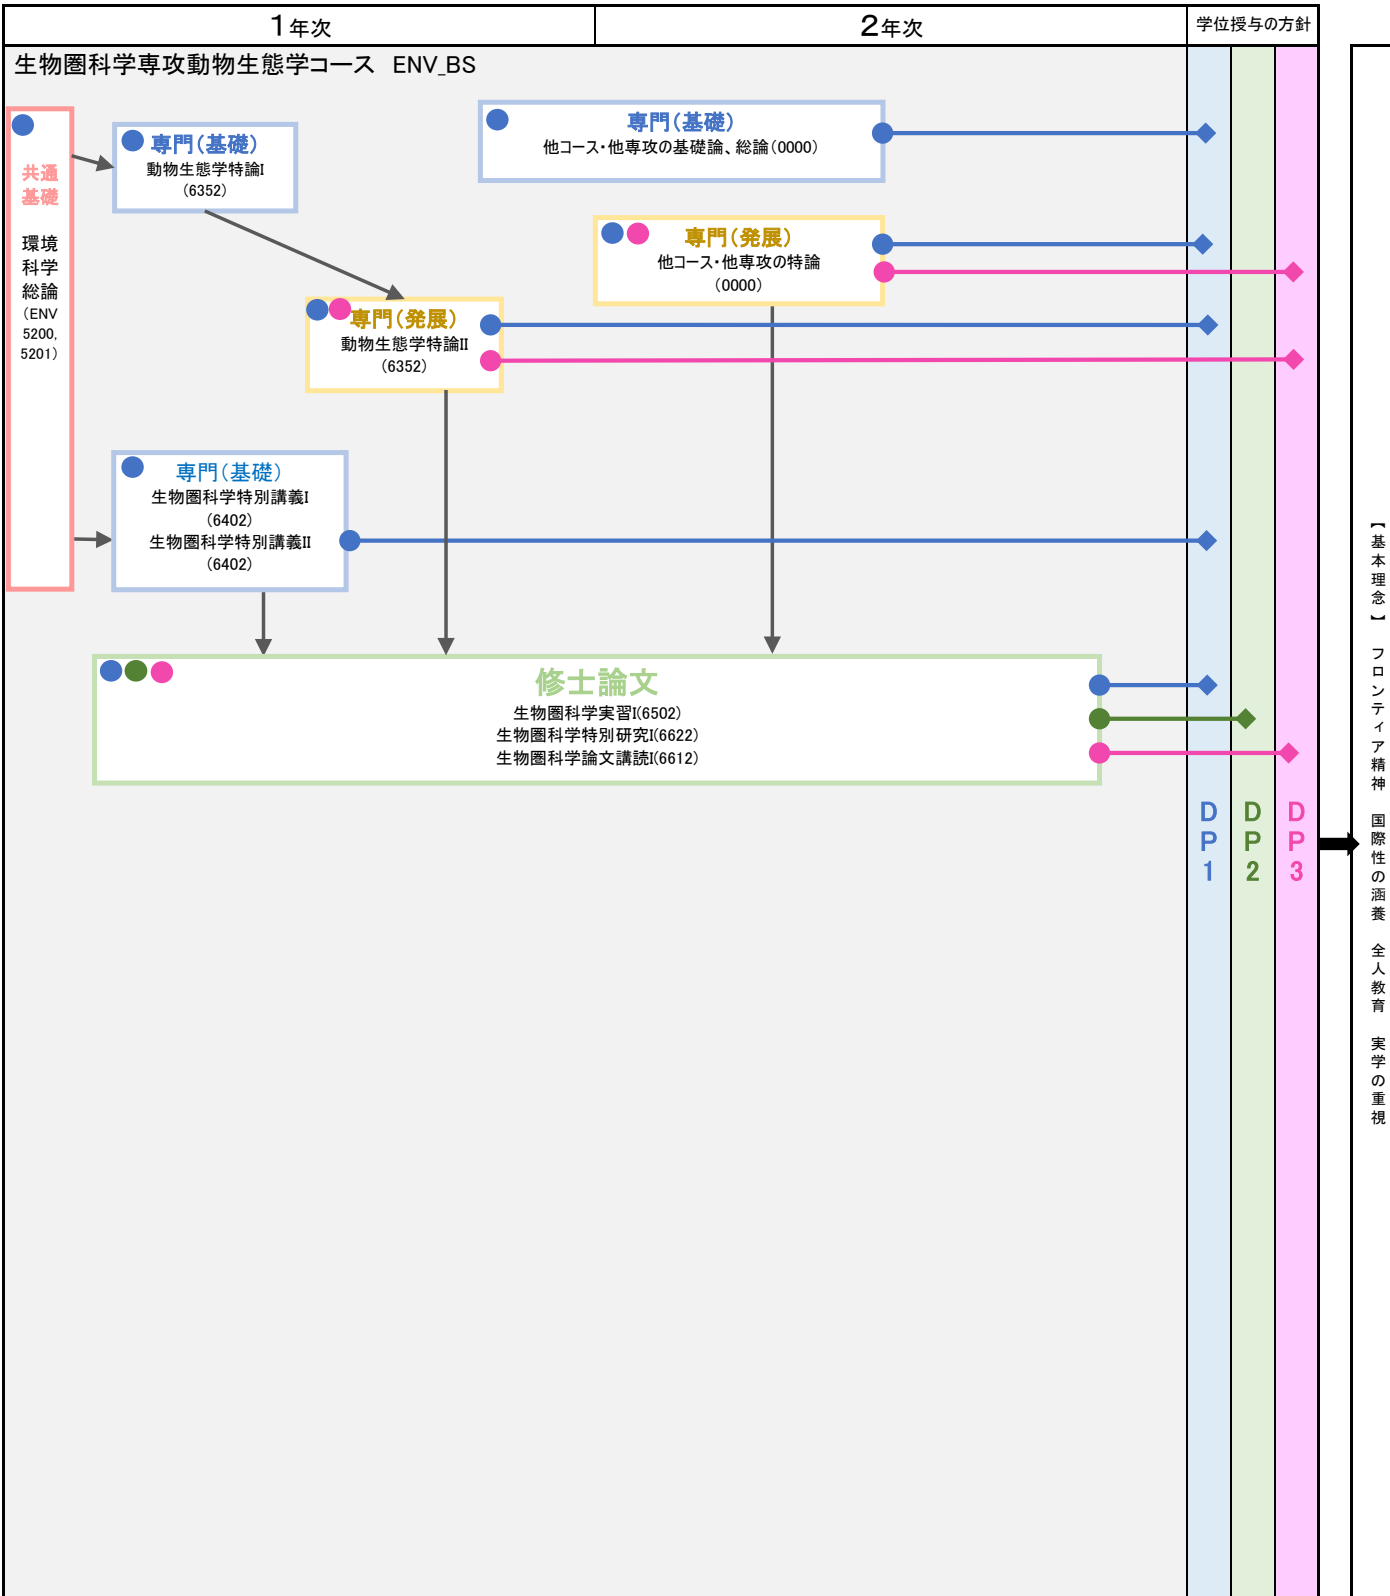 1年次
2年次
学位授与の方針
生物圏科学専攻動物生態学コース ENV_BS
共通
基礎
環境
科学
総論
(ENV
5200,
5201)
専門(基礎)
動物生態学特論I
(6352)
専門(基礎)
他コース・他専攻の基礎論、総論(0000)
専門(発展)
他コース・他専攻の特論
(0000)
専門(発展)
動物生態学特論II
(6352)
専門(基礎)
生物圏科学特別講義I
(6402)
生物圏科学特別講義II
(6402)
修士論文
生物圏科学実習I(6502)
生物圏科学特別研究I(6622)
生物圏科学論文講読I(6612)
DP1
DP2
DP3
【基本理念】 フロンティア精神 国際性の涵養 全人教育 実学の重視